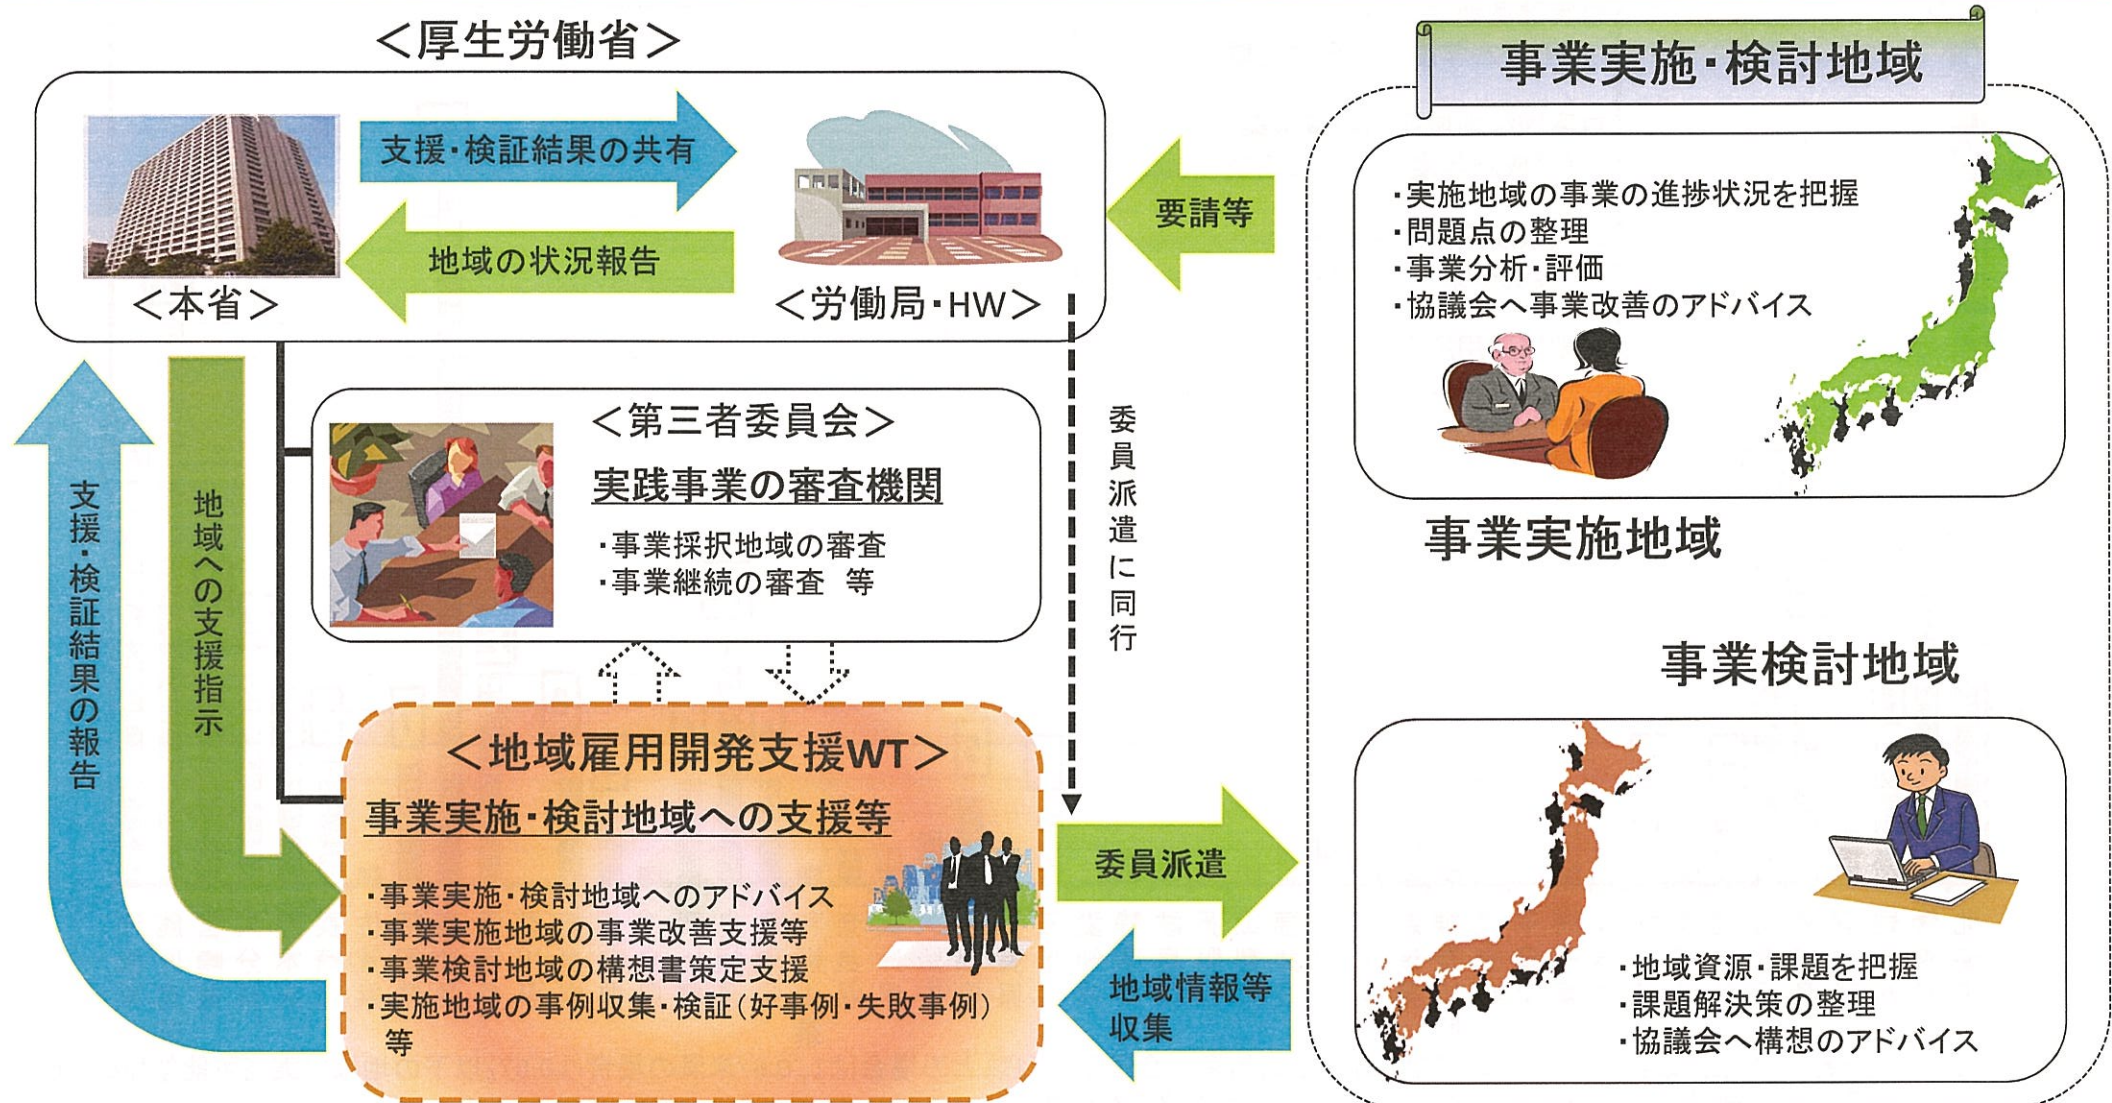 ＜厚生労働省＞
支援・検証結果の共有
地域の状況報告
＜本省＞
＜労働局・HW＞
要請等
支援・検証結果の報告
地域への支援指示
＜第三者委員会＞
実践事業の審査機関
・事業採択地域の審査
・事業継続の審査　等
委員派遣に同行
＜地域雇用開発支援WT＞
事業実施・検討地域への支援等
・事業実施・検討地域へのアドバイス
・事業実施地域の事業改善支援等
・事業検討地域の構想書策定支援
・実施地域の事例収集・検証（好事例・失敗事例）
等
委員派遣
地域情報等
収集
事業実施・検討地域
・実施地域の事業の進捗状況を把握
・問題点の整理
・事業分析・評価
・協議会へ事業改善のアドバイス
事業実施地域
事業検討地域
・地域資源・課題を把握
・課題解決策の整理
・協議会へ構想のアドバイス